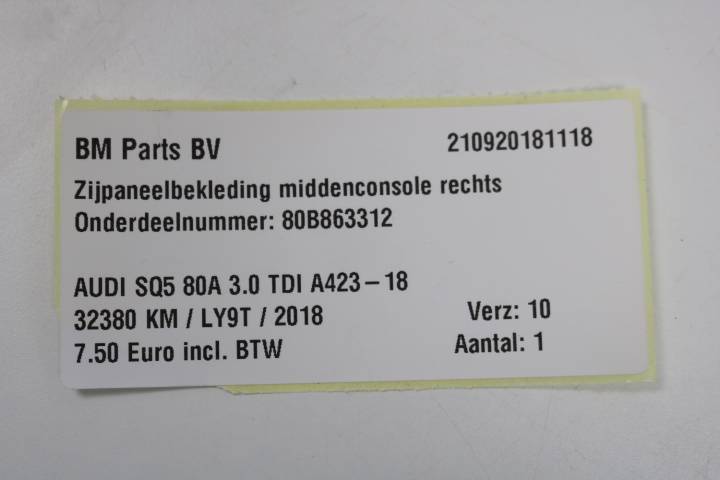 BM Parts BV 210920181118
Zijpaneelbekleding middenconsole rechts
Onderdeelnummer: 80B863312
AUDI SQ5 80A 3.0 TDI A423-18
32380 KM / LY9T / 2018 Verz: 10
7.50 Euro incl. BTW Aantal: 1